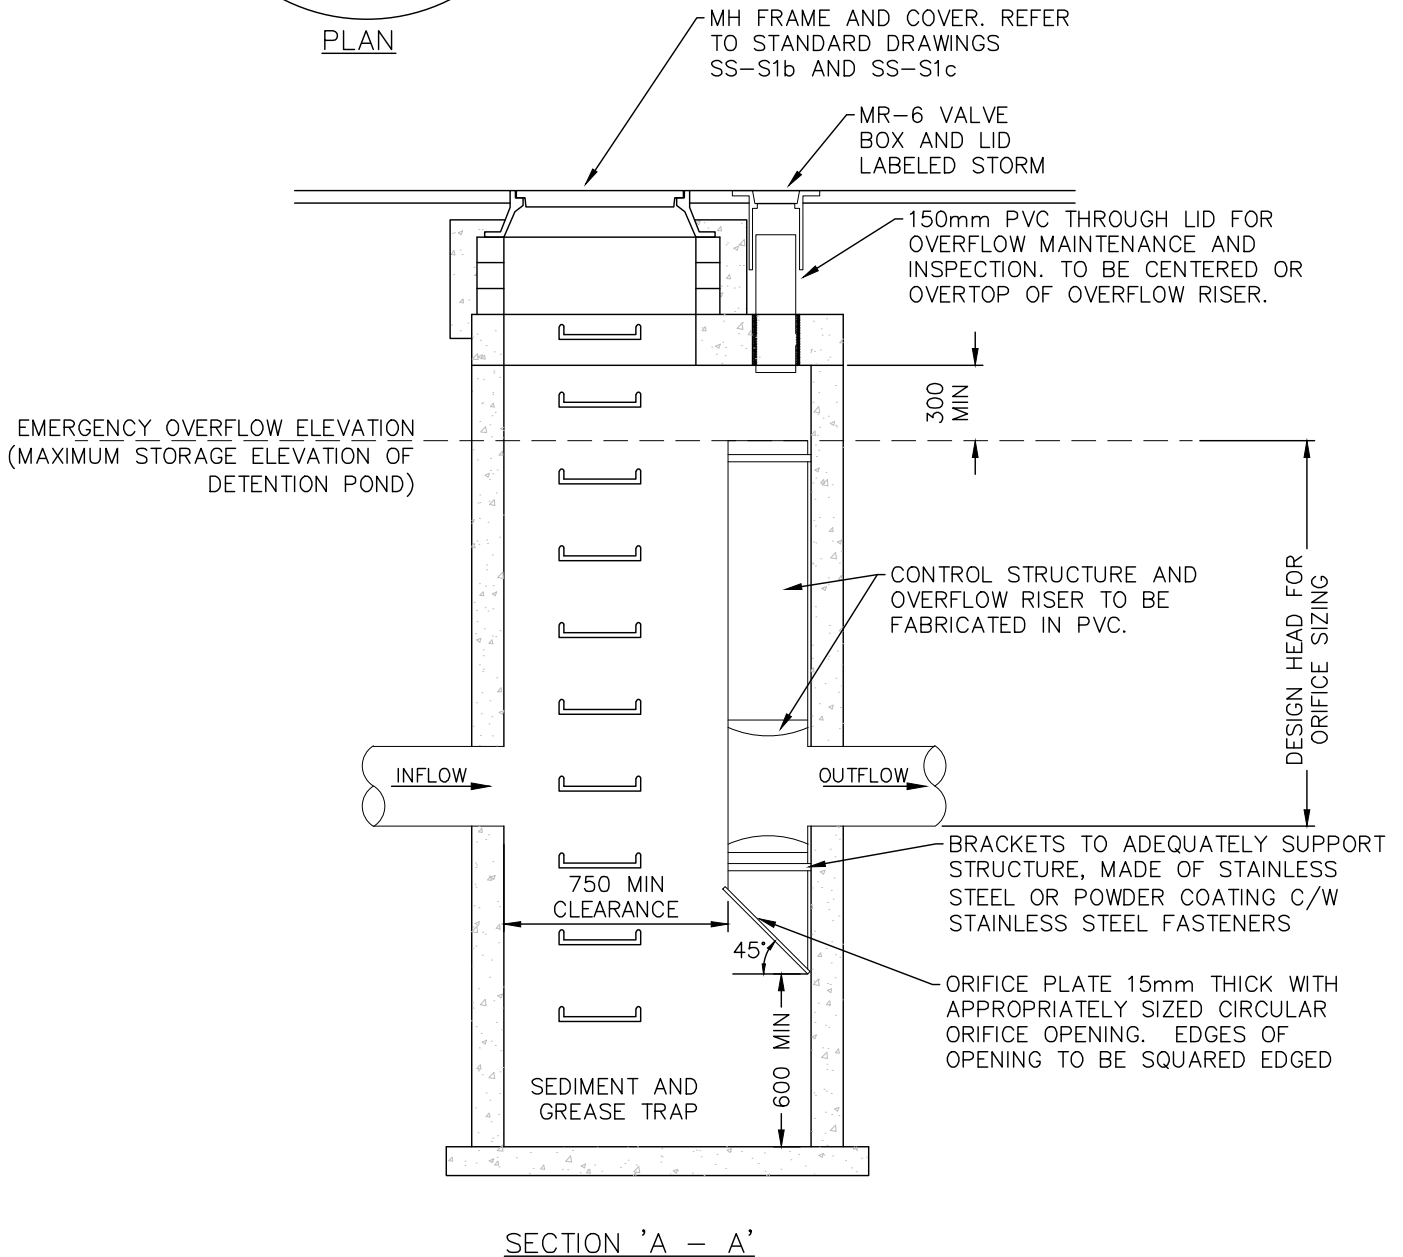 PLAN
MH FRAME AND COVER. REFER
TO STANDARD DRAWINGS
SS-S1b AND SS-S1c
MR-6 VALVE
BOX AND LID
LABELED STORM
150mm PVC THROUGH LID FOR
OVERFLOW MAINTENANCE AND
INSPECTION. TO BE CENTERED OR
OVERTOP OF OVERFLOW RISER.
300
MIN
EMERGENCY OVERFLOW ELEVATION
(MAXIMUM STORAGE ELEVATION OF
DETENTION POND)
CONTROL STRUCTURE AND
OVERFLOW RISER TO BE
FABRICATED IN PVC.
DESIGN HEAD FOR
ORIFICE SIZING
INFLOW
OUTFLOW
BRACKETS TO ADEQUATELY SUPPORT
STRUCTURE, MADE OF STAINLESS
STEEL OR POWDER COATING C/W
STAINLESS STEEL FASTENERS
750 MIN
CLEARANCE
45°
ORIFICE PLATE 15mm THICK WITH
APPROPRIATELY SIZED CIRCULAR
ORIFICE OPENING. EDGES OF
OPENING TO BE SQUARED EDGED
600 MIN
SEDIMENT AND
GREASE TRAP
SECTION 'A - A'